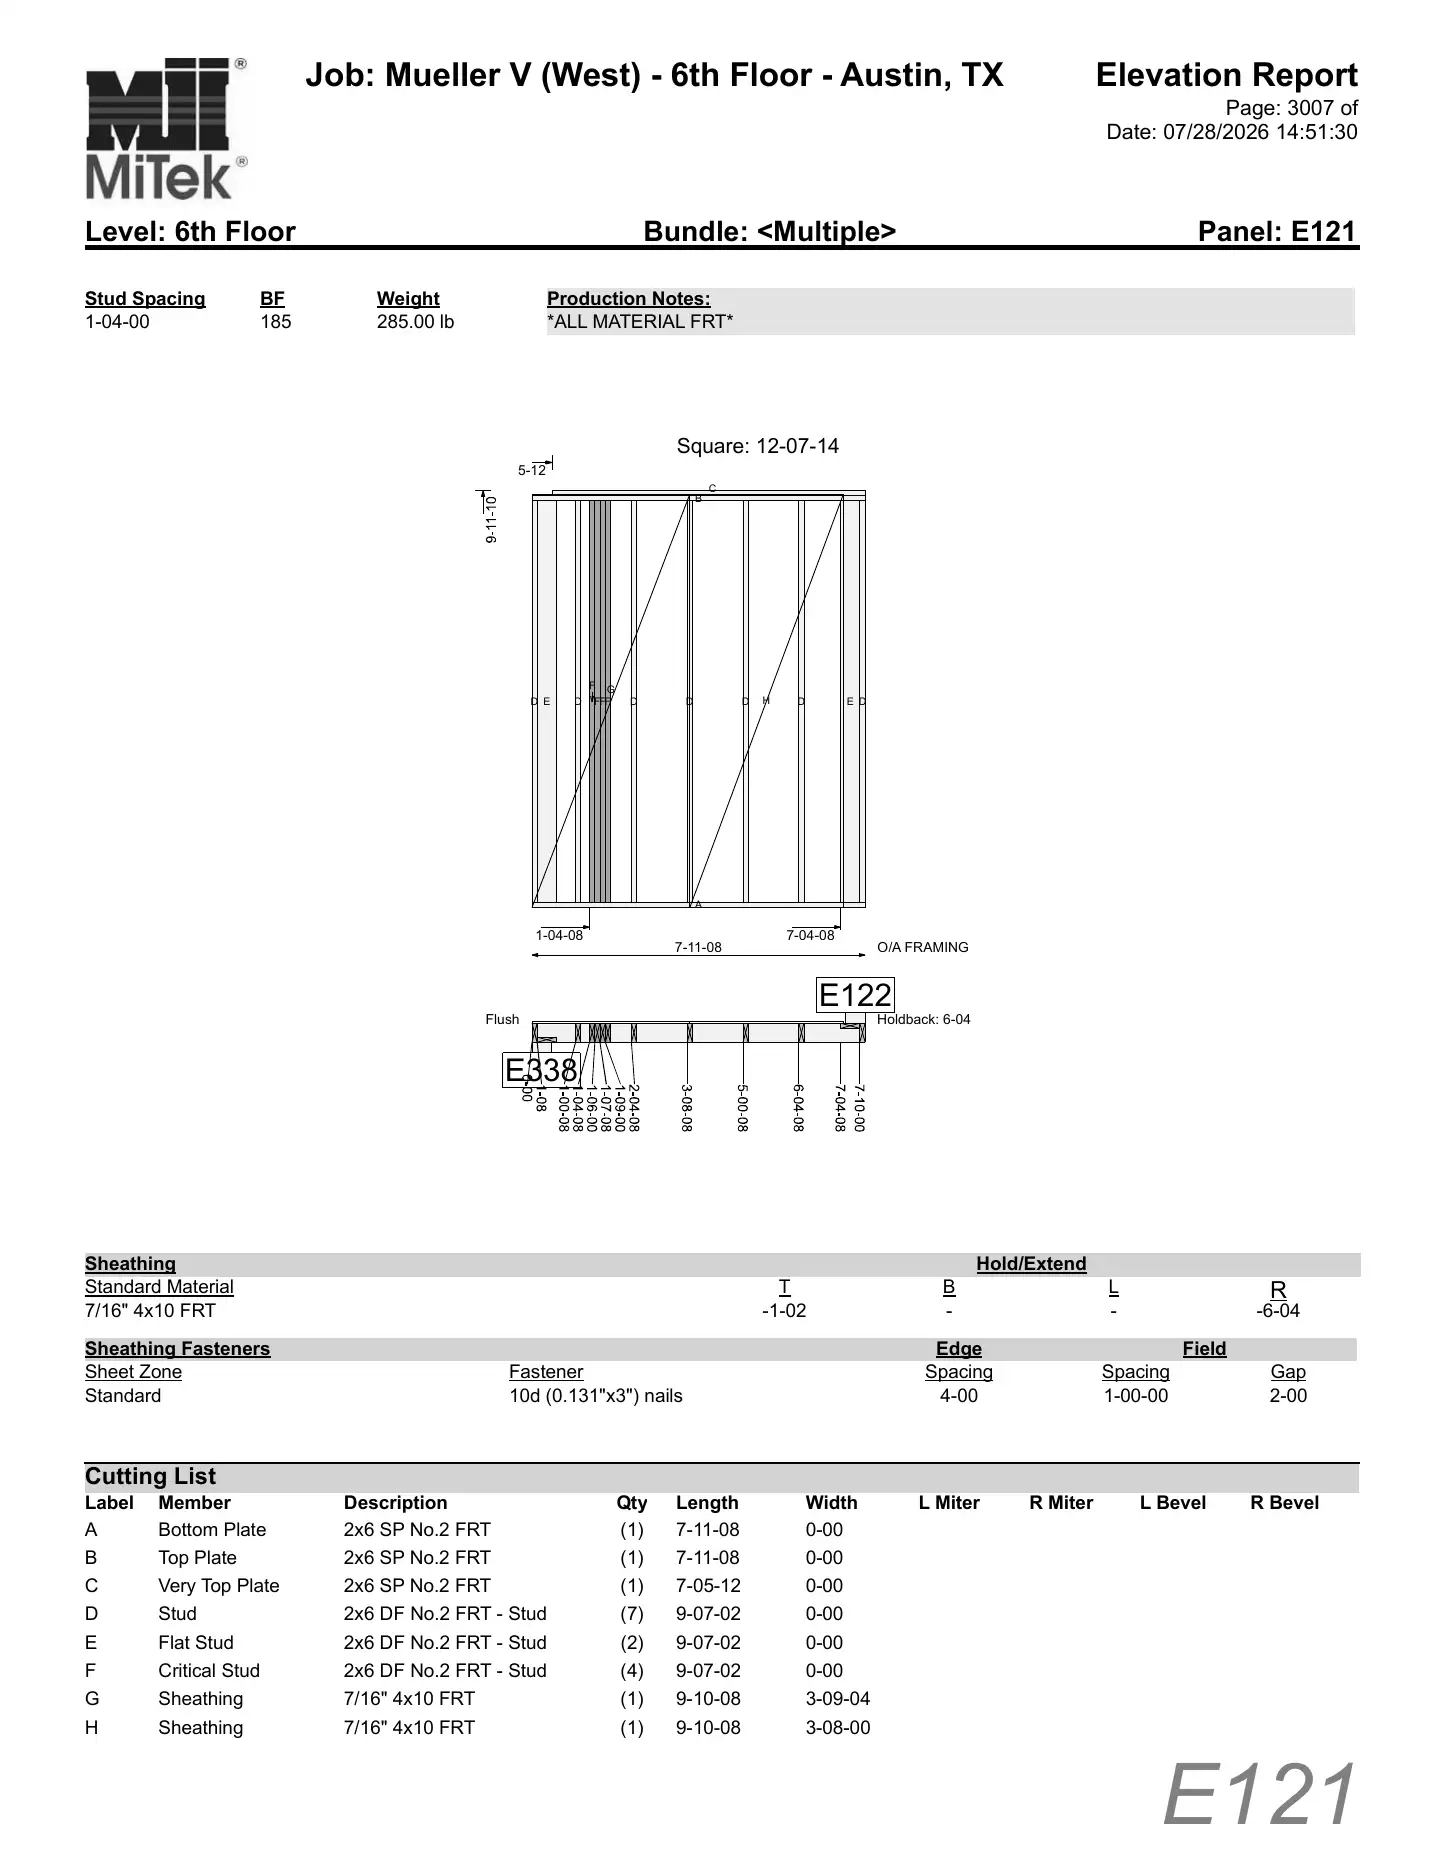 Job: Mueller V (West) - 6th Floor - Austin, TX
Elevation Report
Page: 3007 of
Date: 07/28/2026 14:51:30
MiTek®
Level: 6th Floor Bundle: <Multiple> Panel: E121
Stud Spacing BF Weight Production Notes:
1-04-00 185 285.00 lb *ALL MATERIAL FRT*
Square: 12-07-14
5-12
C
B
9-11-10
F G
D E C FFF C D D H D E D
A
1-04-08 7-04-08
7-11-08 O/A FRAMING
E122
Flush Holdback: 6-04
E338
0-00 1-08 1-00-08 1-04-08 1-06-00 1-07-08 1-09-00 2-04-08 3-08-08 5-00-08 6-04-08 7-04-08 7-10-00
Sheathing Hold/Extend
Standard Material T B L R
7/16" 4x10 FRT -1-02 - - -6-04
Sheathing Fasteners Edge Field
Sheet Zone Fastener Spacing Spacing Gap
Standard 10d (0.131"x3") nails 4-00 1-00-00 2-00
Cutting List
Label Member Description Qty Length Width L Miter R Miter L Bevel R Bevel
A Bottom Plate 2x6 SP No.2 FRT (1) 7-11-08 0-00
B Top Plate 2x6 SP No.2 FRT (1) 7-11-08 0-00
C Very Top Plate 2x6 SP No.2 FRT (1) 7-05-12 0-00
D Stud 2x6 DF No.2 FRT - Stud (7) 9-07-02 0-00
E Flat Stud 2x6 DF No.2 FRT - Stud (2) 9-07-02 0-00
F Critical Stud 2x6 DF No.2 FRT - Stud (4) 9-07-02 0-00
G Sheathing 7/16" 4x10 FRT (1) 9-10-08 3-09-04
H Sheathing 7/16" 4x10 FRT (1) 9-10-08 3-08-00
E121